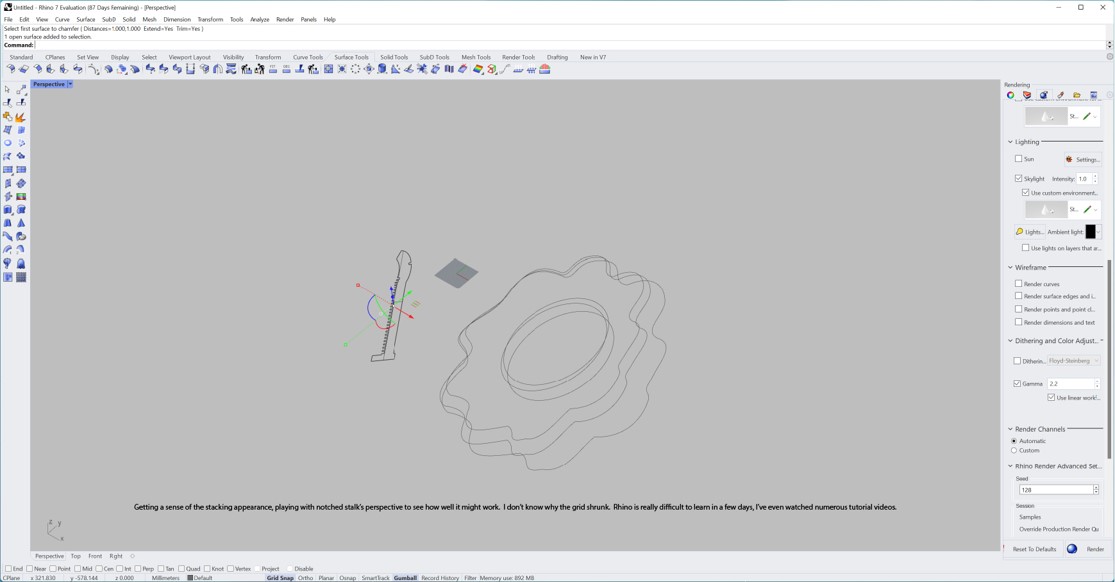 Untitled - Rhino 7 Evaluation (87 Days Remaining) - [Perspective]
File Edit View Curve Surface SubD Solid Mesh Dimension Transform Tools Analyze Render Panels Help
Select first surface to chamfer ( Distances=1.000,1.000 Extend=Yes Trim=Yes )
1 open surface added to selection.
Command:
Standard CPlanes Set View Display Select Viewport Layout Visibility Transform Curve Tools Surface Tools Solid Tools SubD Tools Mesh Tools Render Tools Drafting New in V7
Perspective
Rendering
St...
Lighting
Sun Settings...
Skylight Intensity: 1.0
Use custom environment...
St...
Lights... Ambient light:
Use lights on layers that ar...
Wireframe
Render curves
Render surface edges and i...
Render points and point cl...
Render dimensions and text
Dithering and Color Adjust...
Ditherin... Floyd-Steinberg
Gamma 2.2
Use linear workf...
Render Channels
Automatic
Custom
Rhino Render Advanced Set...
Seed
128
Session
Samples
Override Production Render Qu
Reset To Defaults Render
Getting a sense of the stacking appearance, playing with notched stalk's perspective to see how well it might work. I don't know why the grid shrunk. Rhino is really difficult to learn in a few days, I've even watched numerous tutorial videos.
z y
x
Perspective Top Front Right
End Near Point Mid Cen Int Perp Tan Quad Knot Vertex Project Disable
CPlane x 321.830 y -578.144 z 0.000 Millimeters Default Grid Snap Ortho Planar Osnap SmartTrack Gumball Record History Filter Memory use: 892 MB